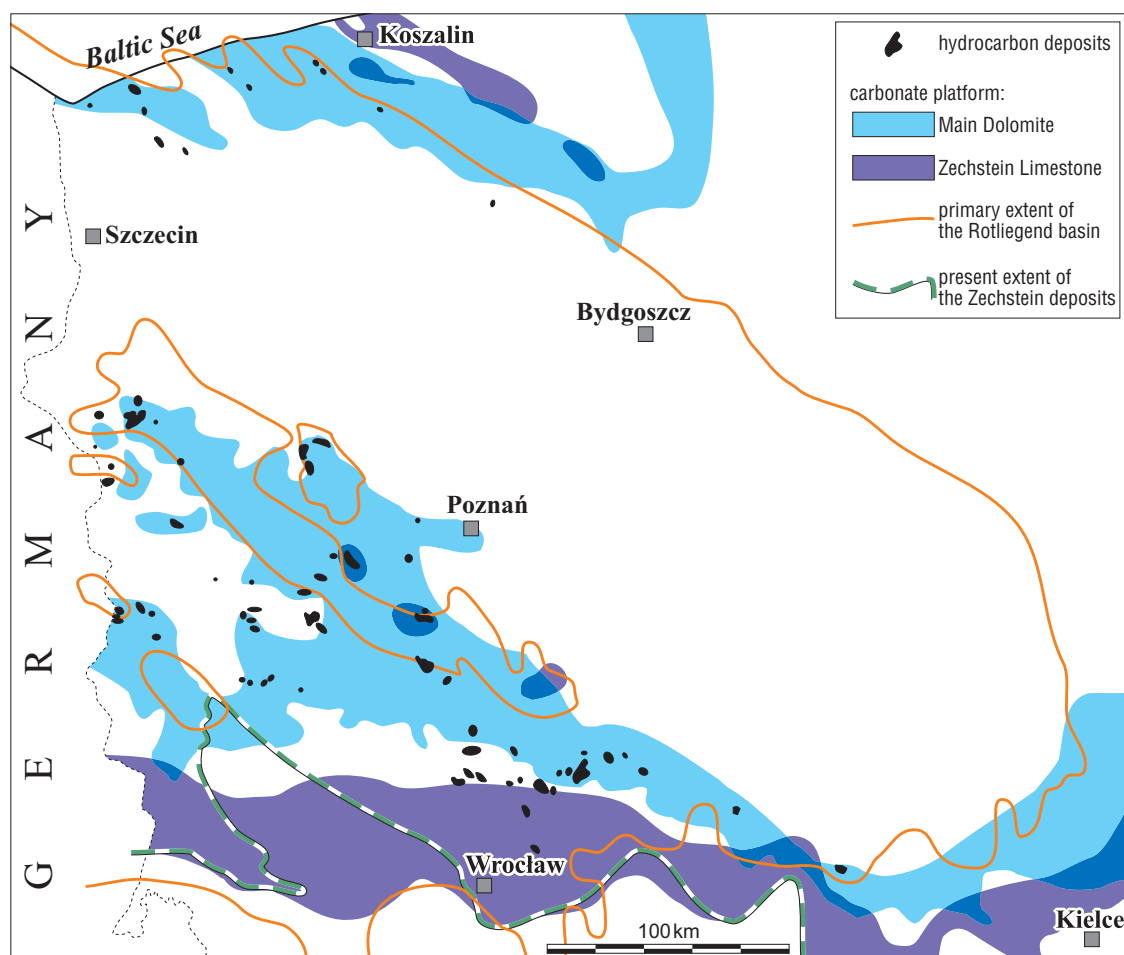 Baltic Sea
Koszalin
Szczecin
Bydgoszcz
Poznań
Wrocław
Kielce
GERMANY
100 km
hydrocarbon deposits
carbonate platform:
Main Dolomite
Zechstein Limestone
primary extent of
the Rotliegend basin
present extent of
the Zechstein deposits